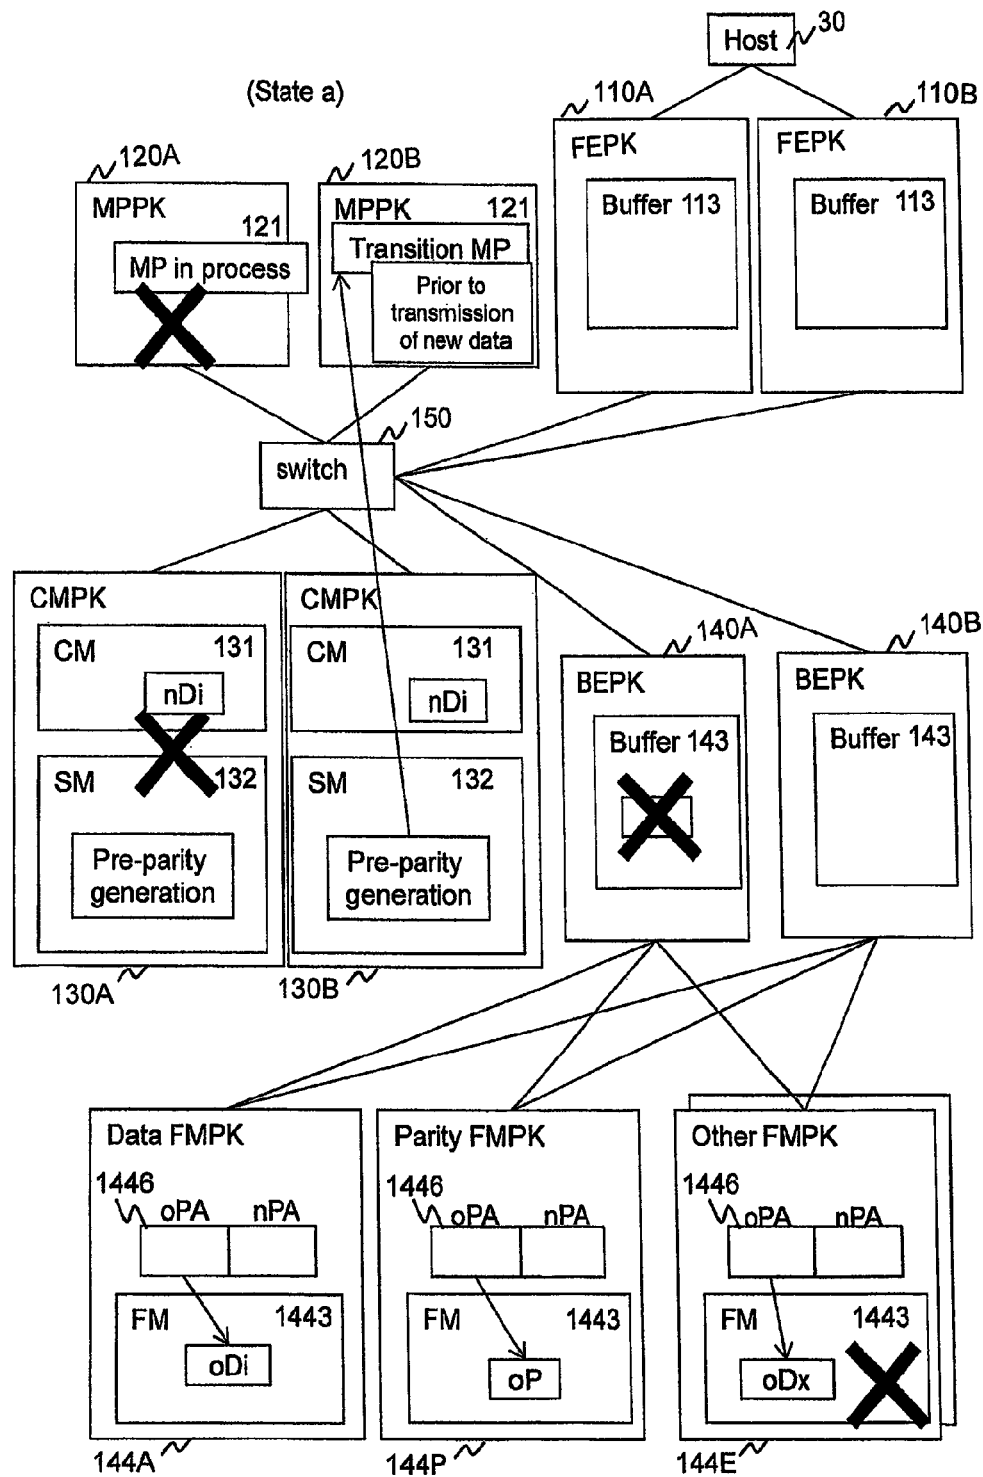 Host
30
(State a)
110A
110B
120A
120B
FEPK
FEPK
MPPK
121
MPPK
121
Buffer 113
Buffer 113
MP in process
Transition MP
Prior to
transmission
of new data
150
switch
CMPK
CMPK
CM
131
CM
131
nDi
nDi
140A
140B
BEPK
BEPK
Buffer 143
Buffer 143
SM
132
SM
132
Pre-parity
generation
Pre-parity
generation
130A
130B
Data FMPK
Parity FMPK
Other FMPK
1446
oPA
nPA
1446
oPA
nPA
1446
oPA
nPA
FM
1443
FM
1443
FM
1443
oDi
oP
oDx
144A
144P
144E